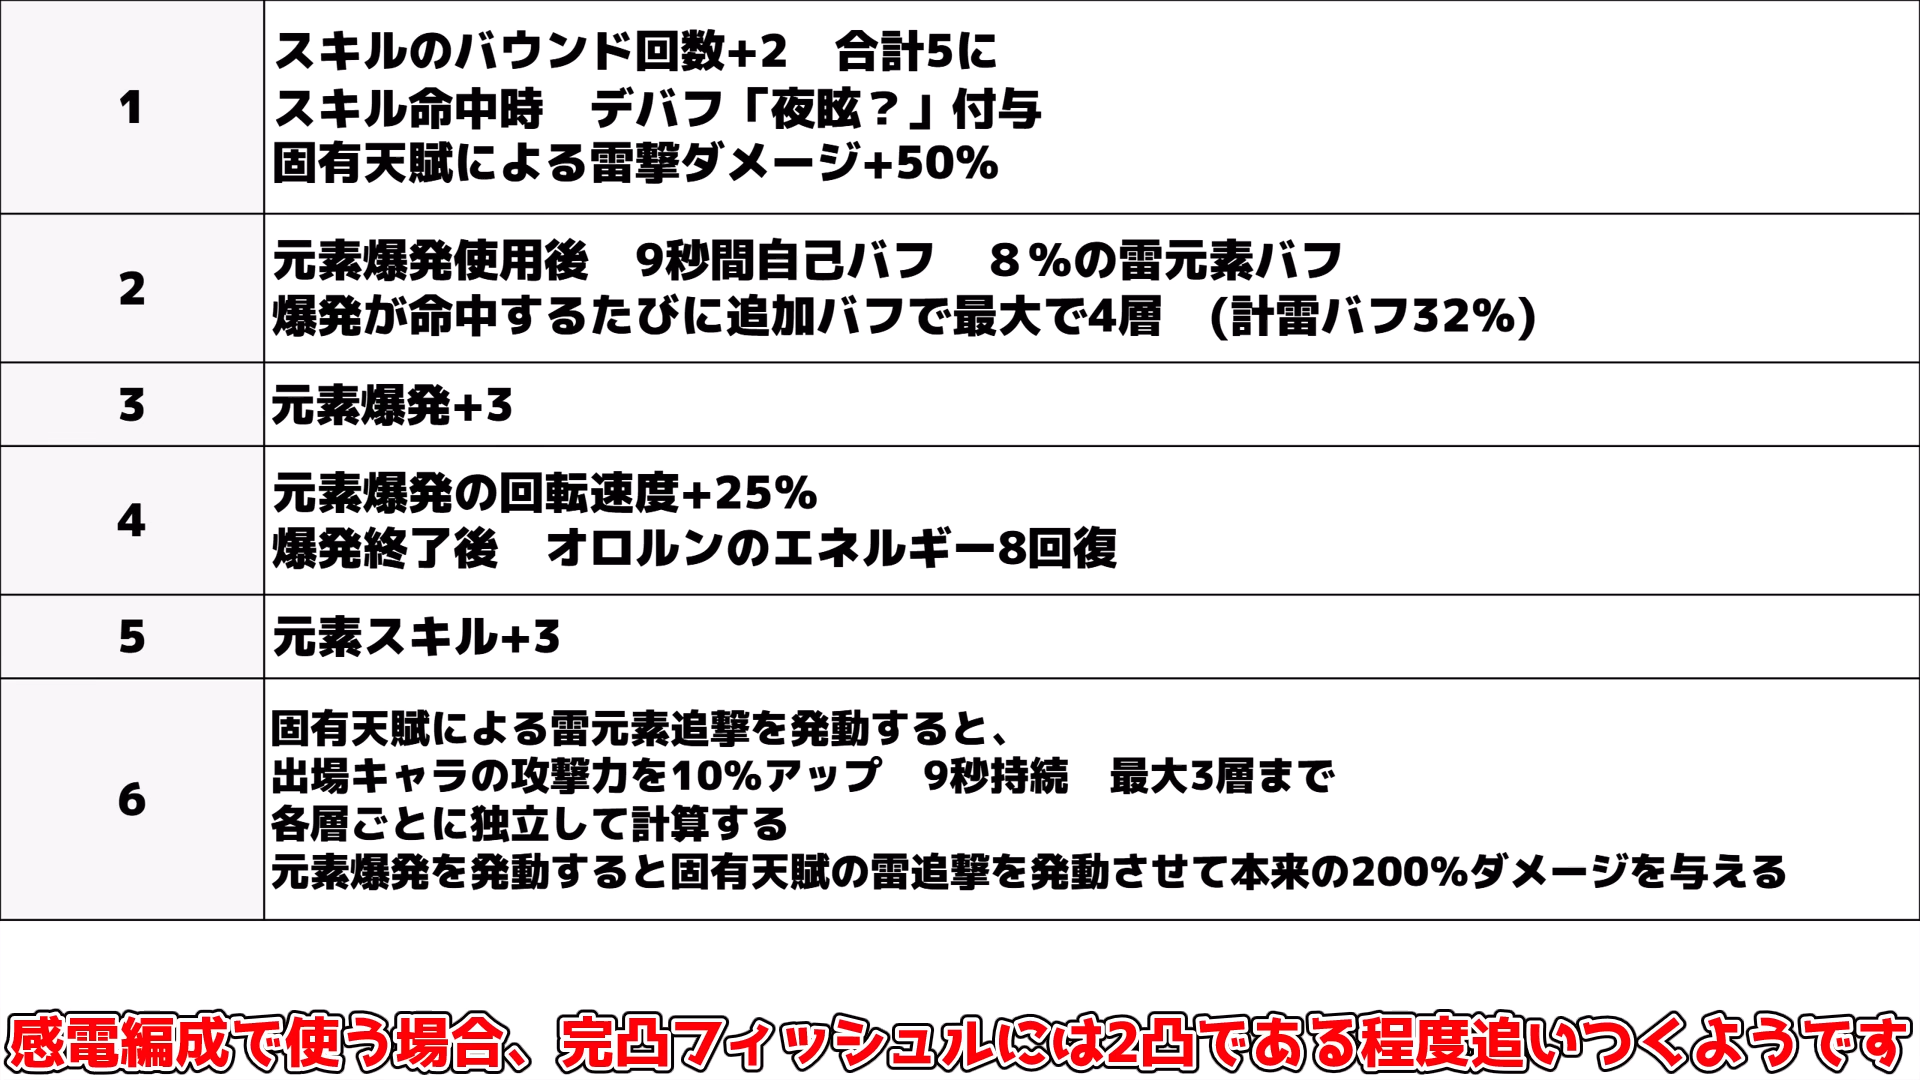 1
スキルのバウンド回数+2　合計5に
スキル命中時　デバフ「夜眩？」付与
固有天賦による雷撃ダメージ+50%
2
元素爆発使用後　9秒間自己バフ　８％の雷元素バフ
爆発が命中するたびに追加バフで最大で4層　(計雷バフ32%)
3
元素爆発+3
4
元素爆発の回転速度+25%
爆発終了後　オロルンのエネルギー8回復
5
元素スキル+3
6
固有天賦による雷元素追撃を発動すると、
出場キャラの攻撃力を10%アップ　9秒持続　最大3層まで
各層ごとに独立して計算する
元素爆発を発動すると固有天賦の雷追撃を発動させて本来の200%ダメージを与える
感電編成で使う場合、完凸フィッシュルには2凸である程度追いつくようです